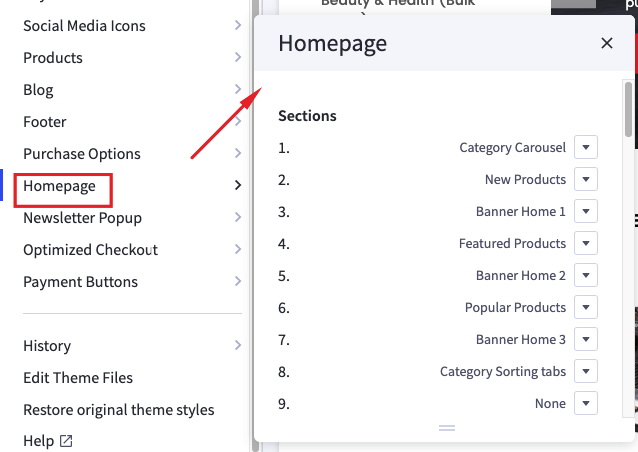 Beauty & Health (Bulk
Social Media Icons
Products
Blog
Footer
Purchase Options
Homepage
Newsletter Popup
Optimized Checkout
Payment Buttons
History
Edit Theme Files
Restore original theme styles
Help
Homepage
Sections
1. Category Carousel
2. New Products
3. Banner Home 1
4. Featured Products
5. Banner Home 2
6. Popular Products
7. Banner Home 3
8. Category Sorting tabs
9. None